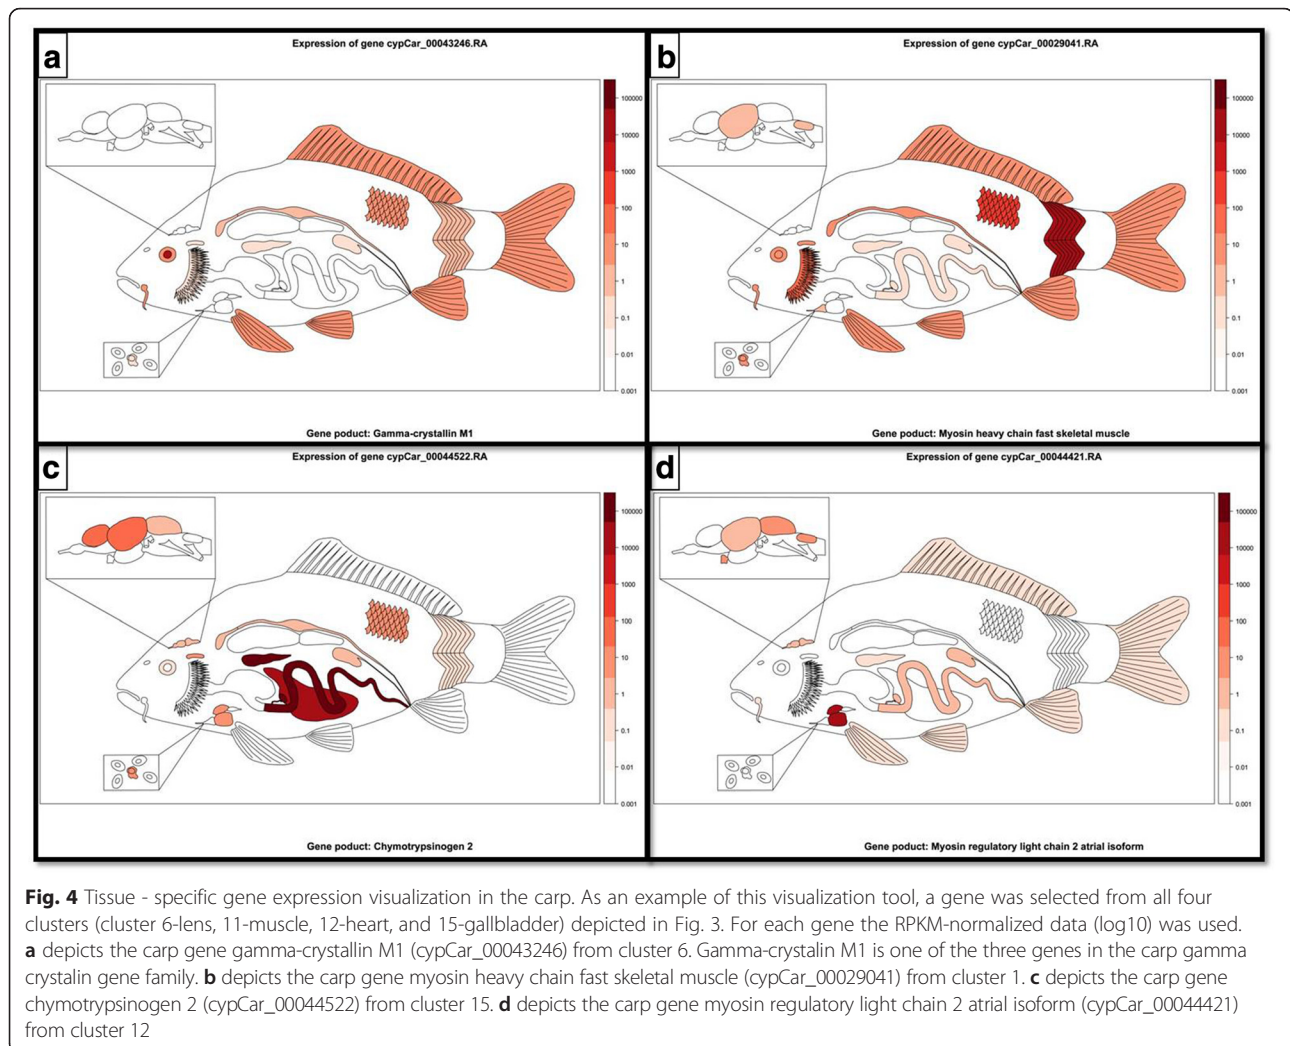 a
Expression of gene cypCar_00043246.RA
100000
10000
1000
100
10
1
0.1
0.01
0.001
Gene poduct: Gamma-crystallin M1
b
Expression of gene cypCar_00029041.RA
100000
10000
1000
100
10
1
0.1
0.01
0.001
Gene poduct: Myosin heavy chain fast skeletal muscle
c
Expression of gene cypCar_00044522.RA
100000
10000
1000
100
10
1
0.1
0.01
0.001
Gene poduct: Chymotrypsinogen 2
d
Expression of gene cypCar_00044421.RA
100000
10000
1000
100
10
1
0.1
0.01
0.001
Gene poduct: Myosin regulatory light chain 2 atrial isoform
Fig. 4 Tissue - specific gene expression visualization in the carp. As an example of this visualization tool, a gene was selected from all four
clusters (cluster 6-lens, 11-muscle, 12-heart, and 15-gallbladder) depicted in Fig. 3. For each gene the RPKM-normalized data (log10) was used.
a depicts the carp gene gamma-crystallin M1 (cypCar_00043246) from cluster 6. Gamma-crystalin M1 is one of the three genes in the carp gamma
crystalin gene family. b depicts the carp gene myosin heavy chain fast skeletal muscle (cypCar_00029041) from cluster 1. c depicts the carp gene
chymotrypsinogen 2 (cypCar_00044522) from cluster 15. d depicts the carp gene myosin regulatory light chain 2 atrial isoform (cypCar_00044421)
from cluster 12